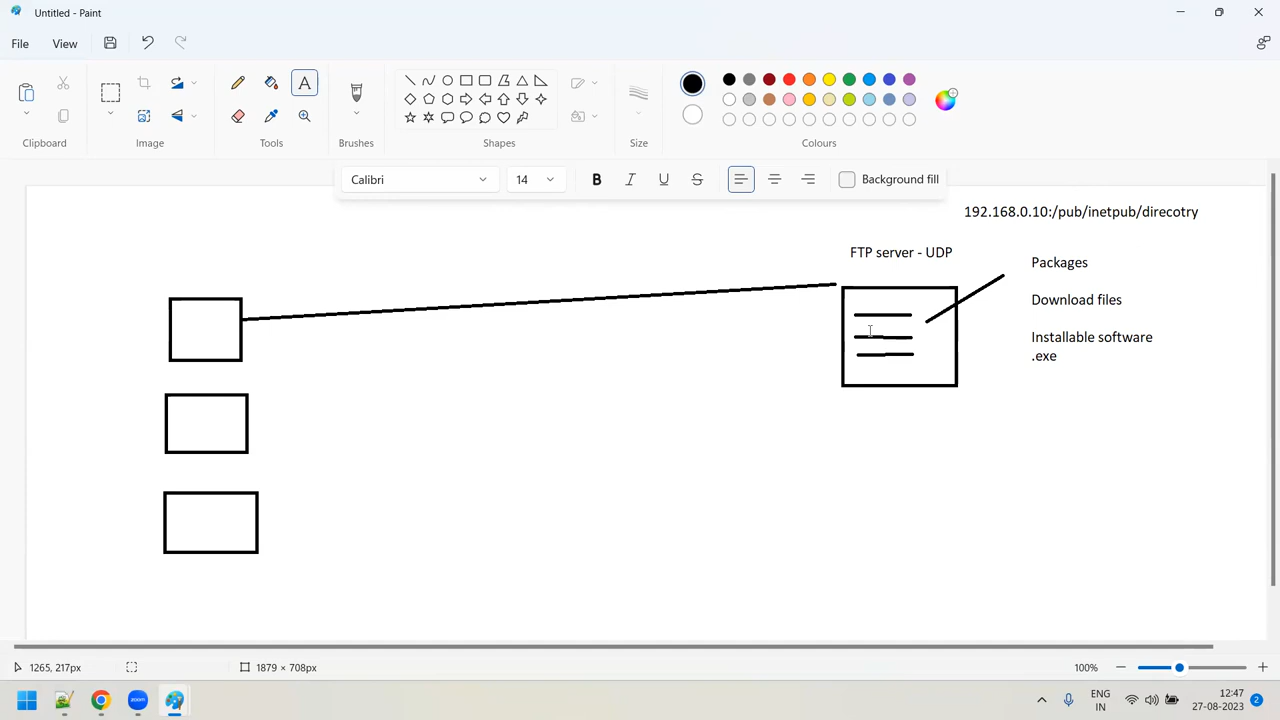 Untitled - Paint
File View
A
Clipboard Image Tools Brushes Shapes Size Colours
Calibri 14 B I U S Background fill
192.168.0.10:/pub/inetpub/direcotry
FTP server - UDP
Packages
Download files
Installable software
.exe
1265, 217px 1879 × 708px 100%
zoom
ENG
IN
12:47
27-08-2023
2